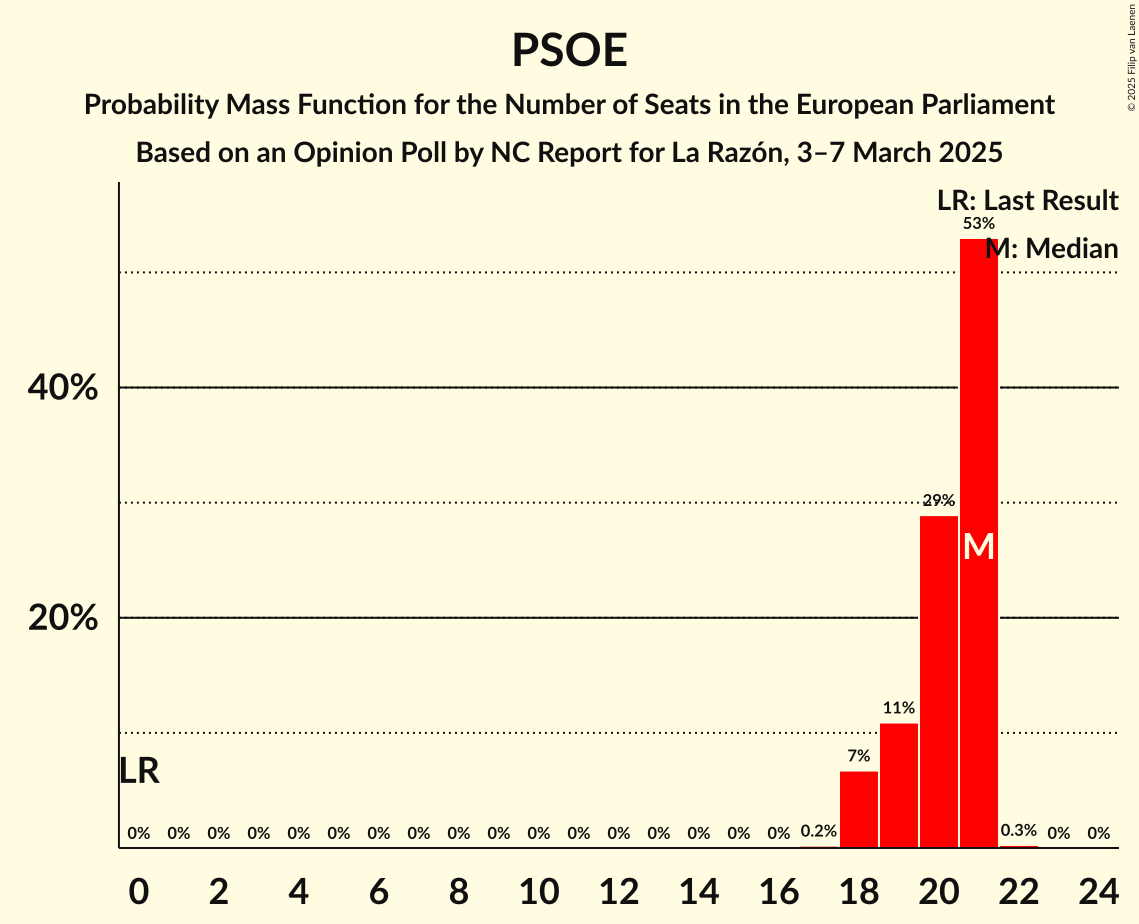 PSOE
Probability Mass Function for the Number of Seats in the European Parliament
Based on an Opinion Poll by NC Report for La Razón, 3–7 March 2025
© 2025 Filip van Laenen
LR: Last Result
M: Median
53%
40%
29%
M
20%
11%
7%
LR
0% 0% 0% 0% 0% 0% 0% 0% 0% 0% 0% 0% 0% 0% 0% 0% 0% 0.2% 0.3% 0% 0%
0 2 4 6 8 10 12 14 16 18 20 22 24